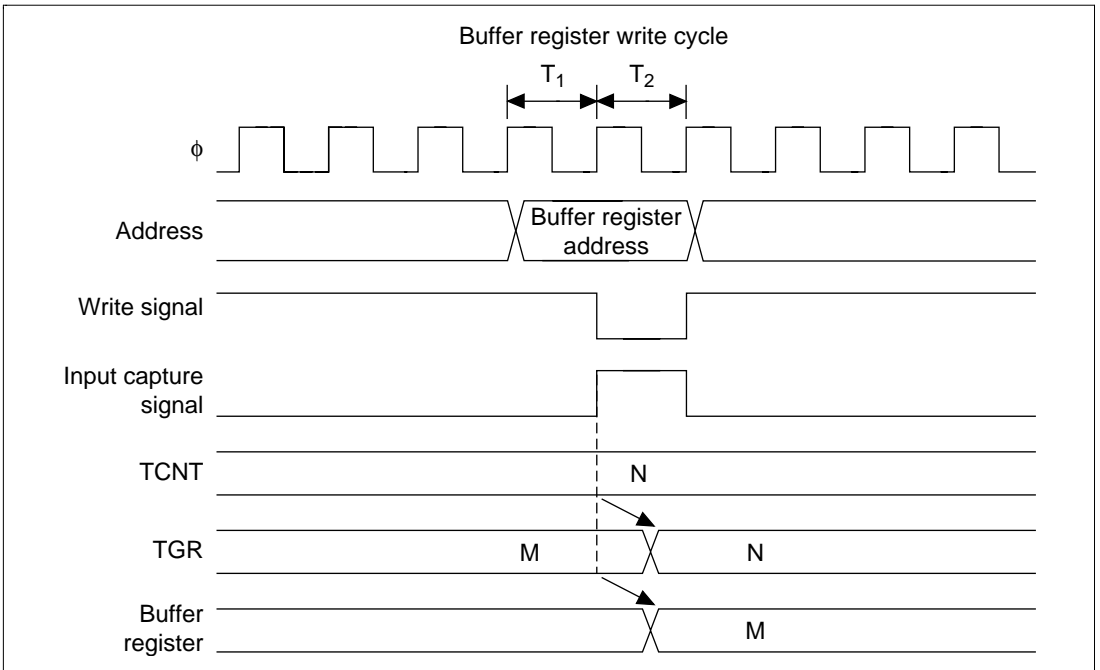 Buffer register write cycle
T1 T2
ϕ
Address
Buffer register
address
Write signal
Input capture
signal
TCNT
N
TGR
M
N
Buffer
register
M